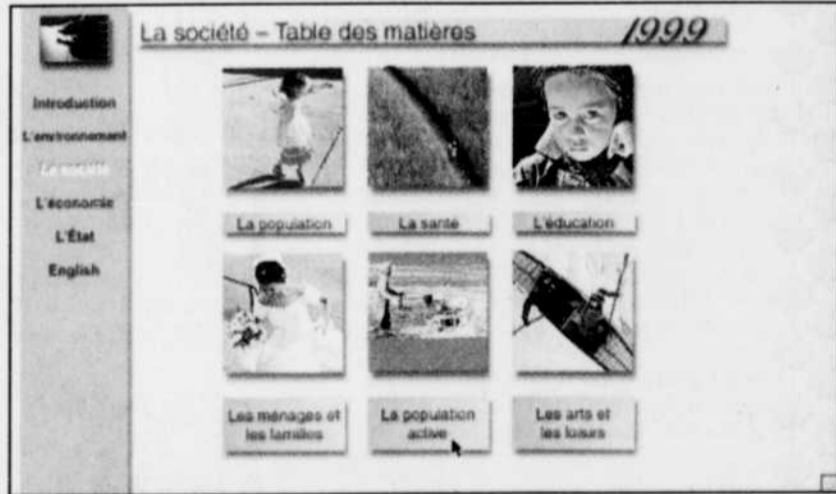 La société – Table des matières
1999
Introduction
L'environnement
La société
L'économie
L'État
English
La population
La santé
L'éducation
Les ménages et
les familles
La population
active
Les arts et
les loisirs